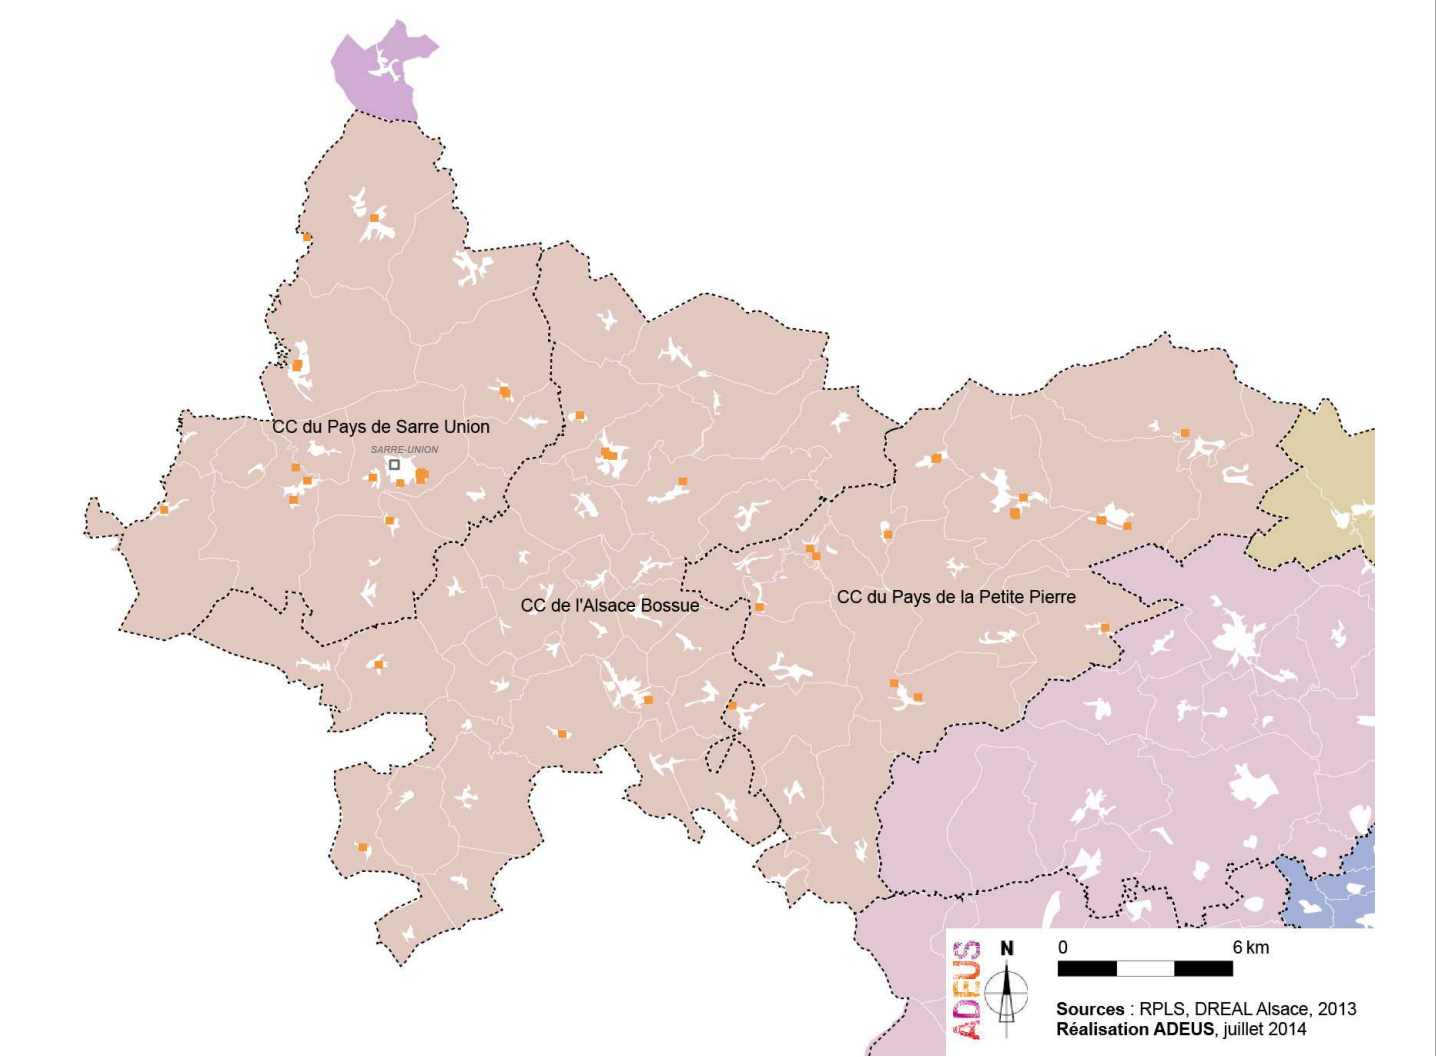 CC du Pays de Sarre Union
SARRE-UNION
CC de l'Alsace Bossue
CC du Pays de la Petite Pierre
ADEUS
N
0 6 km
Sources : RPLS, DREAL Alsace, 2013
Réalisation ADEUS, juillet 2014